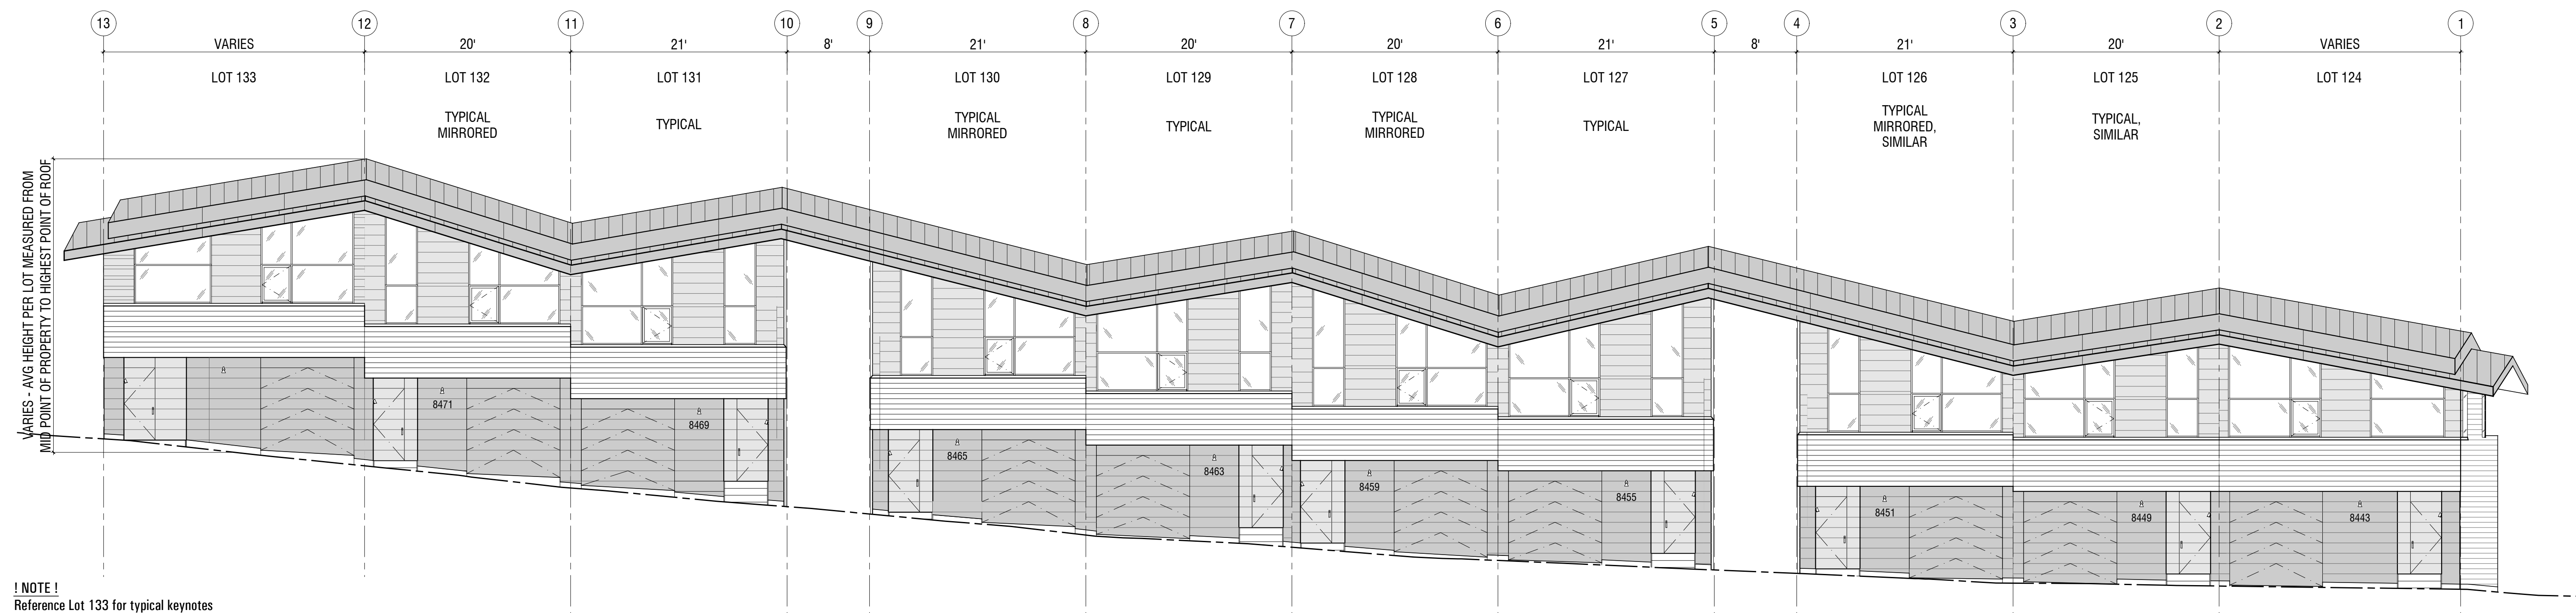 13 12 11 10 9 8 7 6 5 4 3 2 1
VARIES 20' 21' 8' 21' 20' 20' 21' 8' 21' 20' VARIES
LOT 133 LOT 132 LOT 131 LOT 130 LOT 129 LOT 128 LOT 127 LOT 126 LOT 125 LOT 124
TYPICAL
MIRRORED
TYPICAL
TYPICAL
MIRRORED
TYPICAL
TYPICAL
MIRRORED
TYPICAL
TYPICAL
MIRRORED,
SIMILAR
TYPICAL,
SIMILAR
VARIES - AVG HEIGHT PER LOT MEASURED FROM
MID POINT OF PROPERTY TO HIGHEST POINT OF ROOF
8471
8469
8465
8463
8459
8455
8451
8449
8443
! NOTE !
Reference Lot 133 for typical keynotes